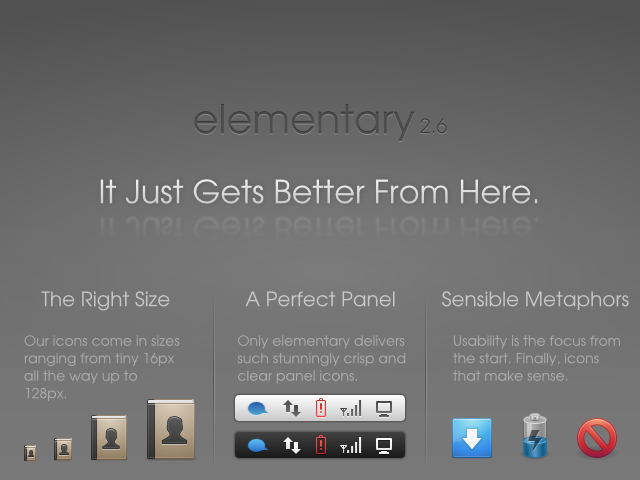 elementary 2.6
It Just Gets Better From Here.
The Right Size
Our icons come in sizes
ranging from tiny 16px
all the way up to
128px.
A Perfect Panel
Only elementary delivers
such stunningly crisp and
clear panel icons.
Sensible Metaphors
Usability is the focus from
the start. Finally, icons
that make sense.